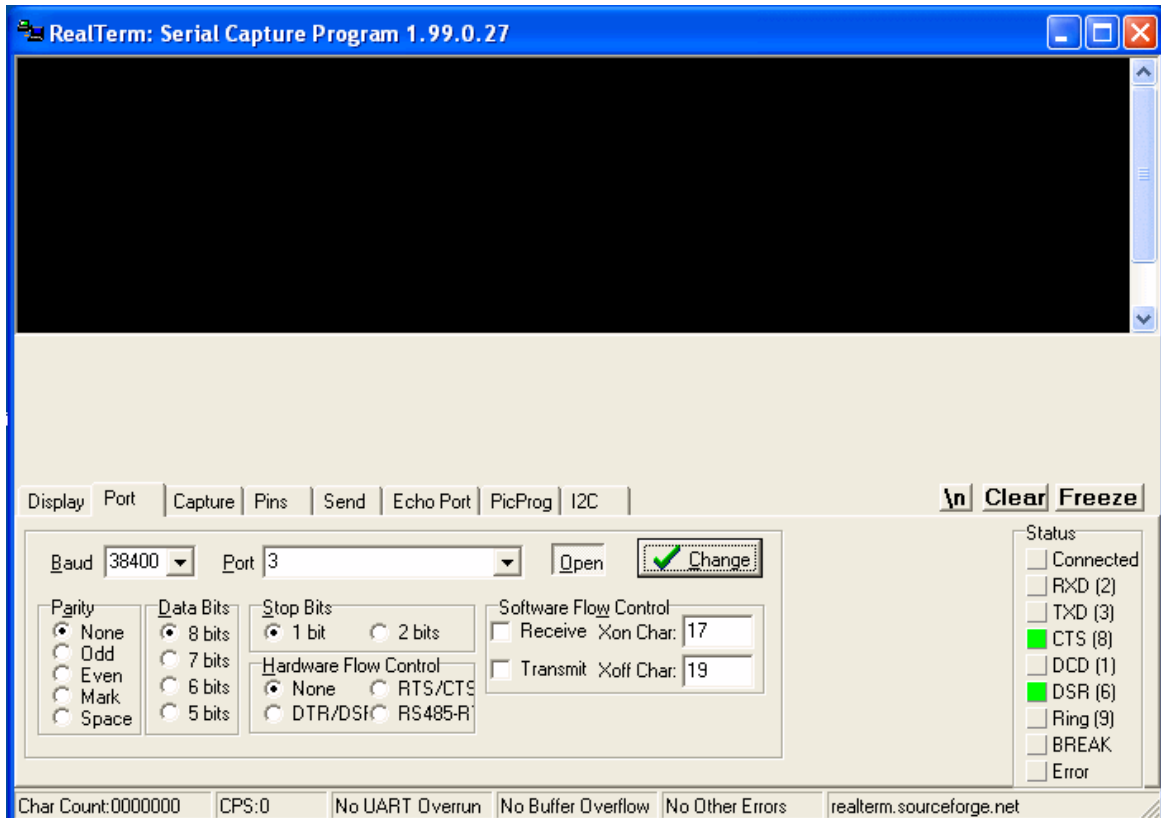 RealTerm: Serial Capture Program 1.99.0.27
Display Port Capture Pins Send Echo Port PicProg I2C \n Clear Freeze
Baud 38400 Port 3 Open Change
Parity
None
Odd
Even
Mark
Space
Data Bits
8 bits
7 bits
6 bits
5 bits
Stop Bits
1 bit 2 bits
Hardware Flow Control
None RTS/CTS
DTR/DSR RS485-R
Software Flow Control
Receive Xon Char: 17
Transmit Xoff Char: 19
Status
Connected
RXD (2)
TXD (3)
CTS (8)
DCD (1)
DSR (6)
Ring (9)
BREAK
Error
Char Count:0000000 CPS:0 No UART Overrun No Buffer Overflow No Other Errors realterm.sourceforge.net